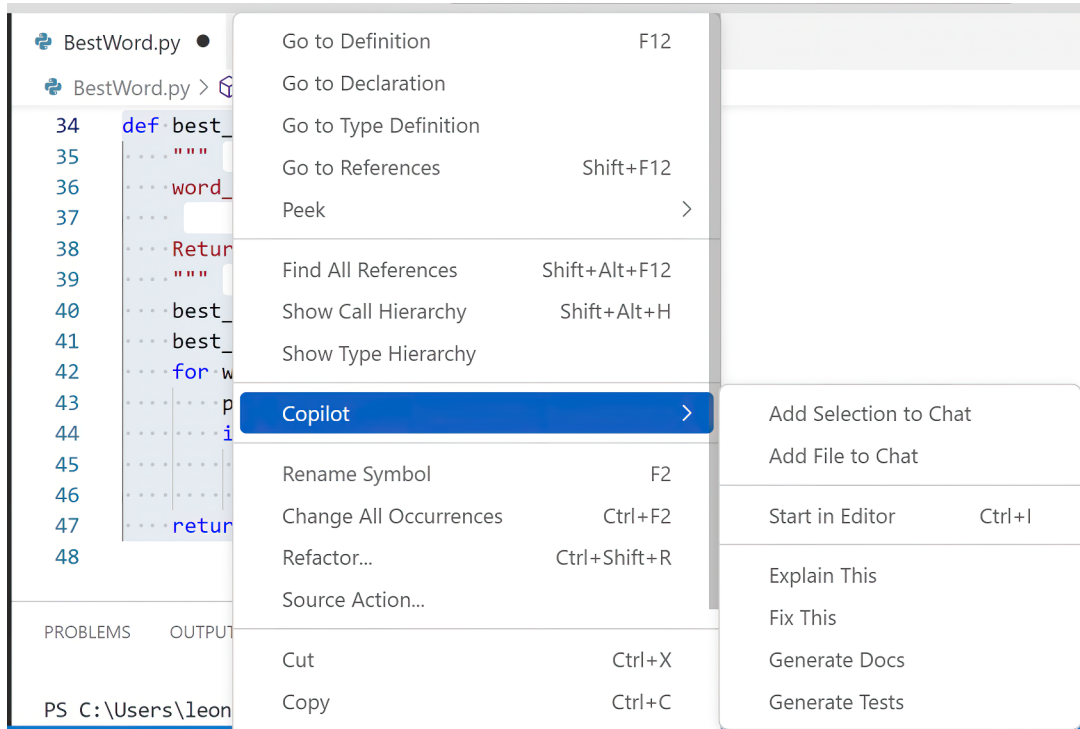 BestWord.py
BestWord.py
34 def best_
35 """
36 word_
37
38 Retur
39 """
40 best_
41 best_
42 for w
43 p
44 i
45
46
47 retur
48
PROBLEMS OUTPUT
PS C:\Users\leon
Go to Definition F12
Go to Declaration
Go to Type Definition
Go to References Shift+F12
Peek
Find All References Shift+Alt+F12
Show Call Hierarchy Shift+Alt+H
Show Type Hierarchy
Copilot
Rename Symbol F2
Change All Occurrences Ctrl+F2
Refactor... Ctrl+Shift+R
Source Action...
Cut Ctrl+X
Copy Ctrl+C
Add Selection to Chat
Add File to Chat
Start in Editor Ctrl+I
Explain This
Fix This
Generate Docs
Generate Tests